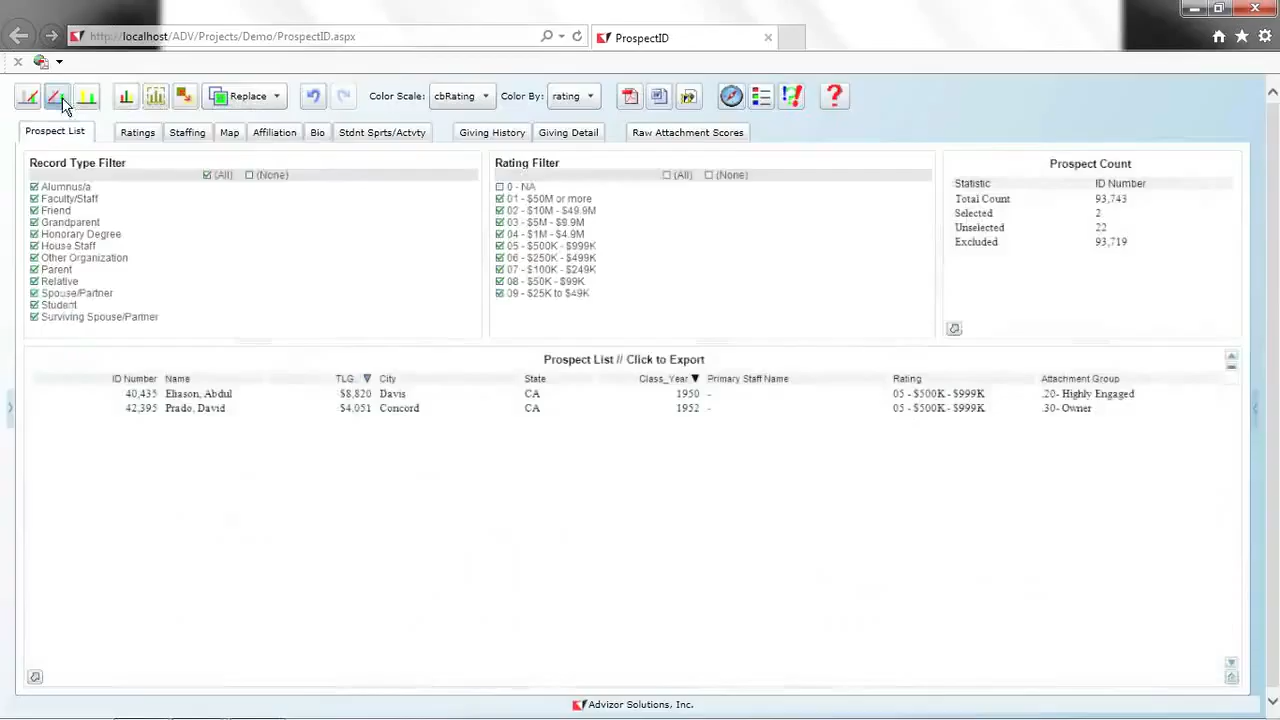 http://localhost/ADV/Projects/Demo/ProspectID.aspx
ProspectID
Replace
Color Scale: cbRating
Color By: rating
Prospect List Ratings Staffing Map Affiliation Bio Stdnt Sprts/Actvty Giving History Giving Detail Raw Attachment Scores
Record Type Filter
(All) (None)
Alumnus/a
Faculty/Staff
Friend
Grandparent
Honorary Degree
House Staff
Other Organization
Parent
Relative
Spouse/Partner
Student
Surviving Spouse/Partner
Rating Filter
(All) (None)
0 - NA
01 - $50M or more
02 - $10M - $49.9M
03 - $5M - $9.9M
04 - $1M - $4.9M
05 - $500K - $999K
06 - $250K - $499K
07 - $100K - $249K
08 - $50K - $99K
09 - $25K to $49K
Prospect Count
Statistic ID Number
Total Count 93,743
Selected 2
Unselected 22
Excluded 93,719
Prospect List // Click to Export
ID Number Name TLG City State Class_Year Primary Staff Name Rating Attachment Group
40,435 Eliason, Abdul $8,820 Davis CA 1950 - 05 - $500K - $999K .20- Highly Engaged
42,395 Prado, David $4,051 Concord CA 1952 - 05 - $500K - $999K .30- Owner
Advizor Solutions, Inc.